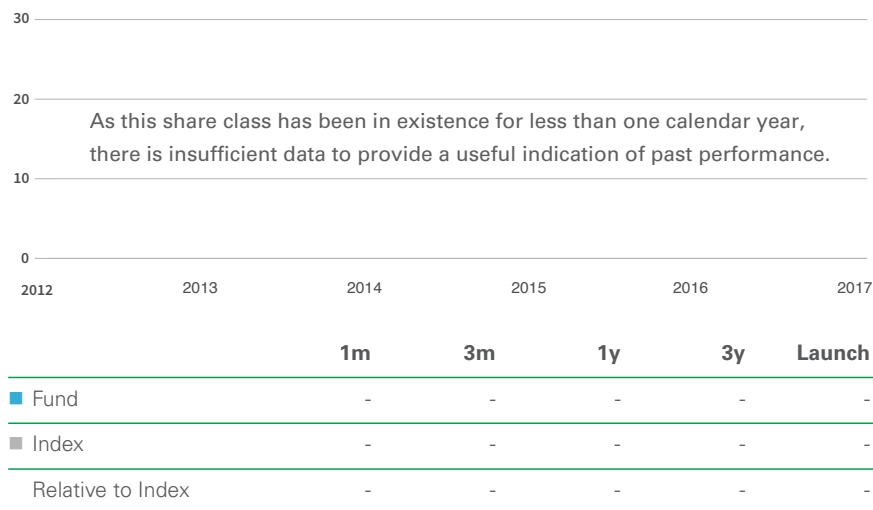 30
20
As this share class has been in existence for less than one calendar year,
there is insufficient data to provide a useful indication of past performance.
10
0
2012 2013 2014 2015 2016 2017
1m 3m 1y 3y Launch
Fund - - - - -
Index - - - - -
Relative to Index - - - - -